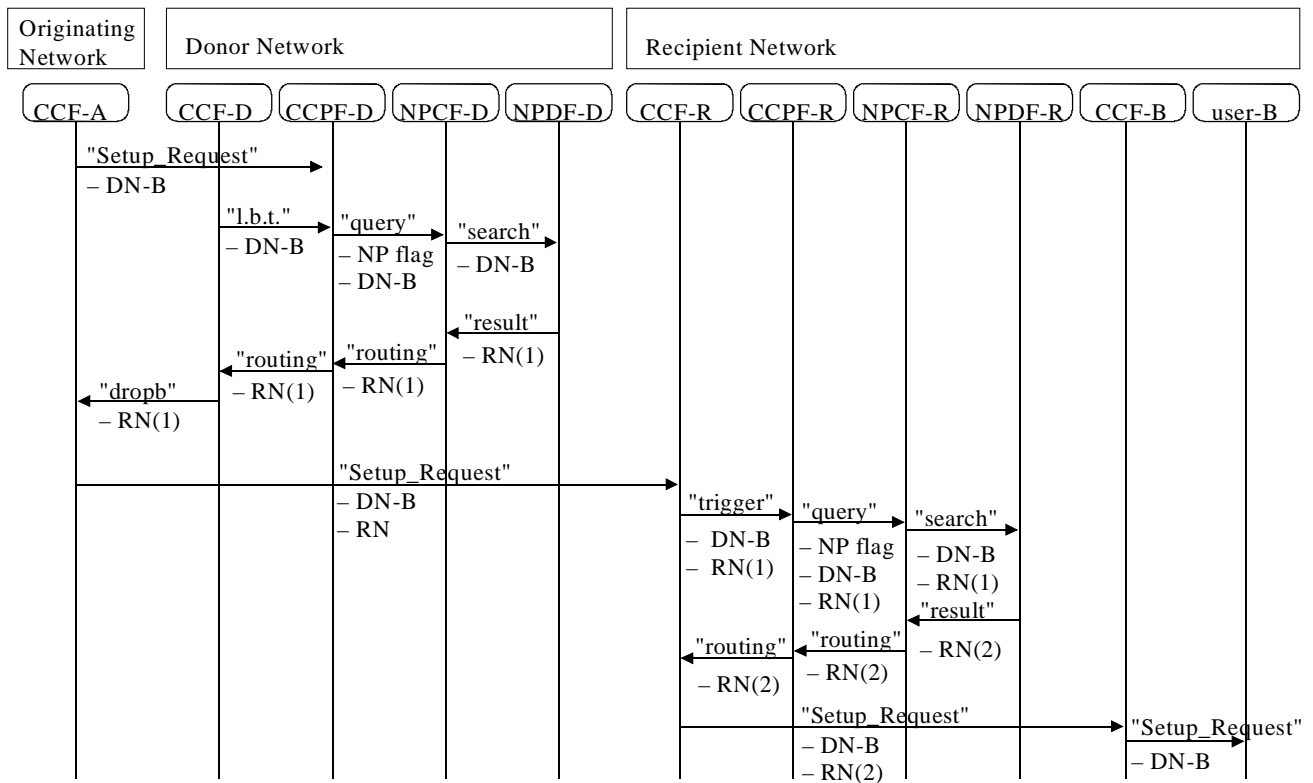 Originating
Network
Donor Network
Recipient Network
CCF-A
CCF-D
CCPF-D
NPCF-D
NPDF-D
CCF-R
CCPF-R
NPCF-R
NPDF-R
CCF-B
user-B
"Setup_Request"
– DN-B
"l.b.t."
– DN-B
"query"
– NP flag
– DN-B
"search"
– DN-B
"result"
– RN(1)
"routing"
– RN(1)
"routing"
– RN(1)
"dropb"
– RN(1)
"Setup_Request"
– DN-B
– RN
"trigger"
– DN-B
– RN(1)
"query"
– NP flag
– DN-B
– RN(1)
"search"
– DN-B
– RN(1)
"result"
– RN(2)
"routing"
– RN(2)
"routing"
– RN(2)
"Setup_Request"
– DN-B
– RN(2)
"Setup_Request"
– DN-B